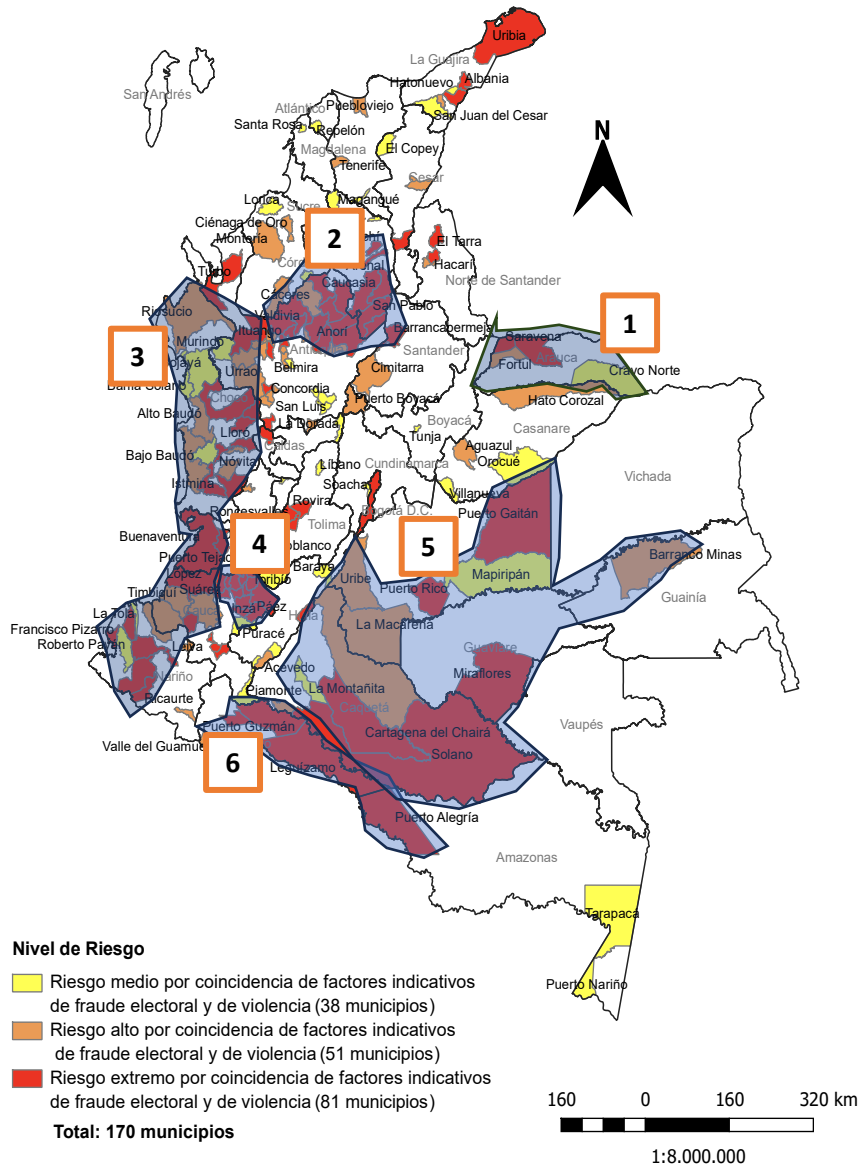 Uribia
La Guajira
Hatonuevo
Albania
San Andrés
Atlántico
Puebloviejo
San Juan del Cesar
Santa Rosa
Repelón
N
Magdalena
El Copey
Tenerife
Cesar
Lorica
Magangué
Sucre
Ciénaga de Oro
Montería
2
El Tarra
Hacarí
Turbo
Norte de Santander
Caucasia
Cáceres
San Pablo
Riosucio
Valdivia
1
Ituango
Anorí
Barrancabermeja
Saravena
3
Murindó
Santander
Arauca
Belmira
Cimitarra
Fortul
Cravo Norte
Urrao
Concordia
Alto Baudó
Chocó
San Luis
Puerto Boyacá
Hato Corozal
Lloró
La Dorada
Boyacá
Casanare
Tunja
Bajo Baudó
Caldas
Aguazul
Nóvita
Líbano
Cundinamarca
Orocué
Vichada
Istmina
Soacha
Villanueva
Roncesvalles
Rovira
Bogotá D.C.
Puerto Gaitán
Buenaventura
4
Tolima
5
Puerto Tejada
Barranco Minas
López
Toribío
Baraya
Uribe
Mapiripán
Timbiquí
Suárez
Puerto Rico
Guainía
La Tola
Cauca
Inzá
Páez
Huila
La Macarena
Francisco Pizarro
Puracé
Guaviare
Roberto Payán
Leiva
Miraflores
Nariño
Acevedo
Ricaurte
Piamonte
La Montañita
Caquetá
Vaupés
Puerto Guzmán
Cartagena del Chairá
Valle del Guamuez
Solano
6
Leguízamo
Puerto Alegría
Amazonas
Tarapacá
Puerto Nariño
Nivel de Riesgo
Riesgo medio por coincidencia de factores indicativos
de fraude electoral y de violencia (38 municipios)
Riesgo alto por coincidencia de factores indicativos
de fraude electoral y de violencia (51 municipios)
Riesgo extremo por coincidencia de factores indicativos
de fraude electoral y de violencia (81 municipios)
Total: 170 municipios
160 0 160 320 km
1:8.000.000